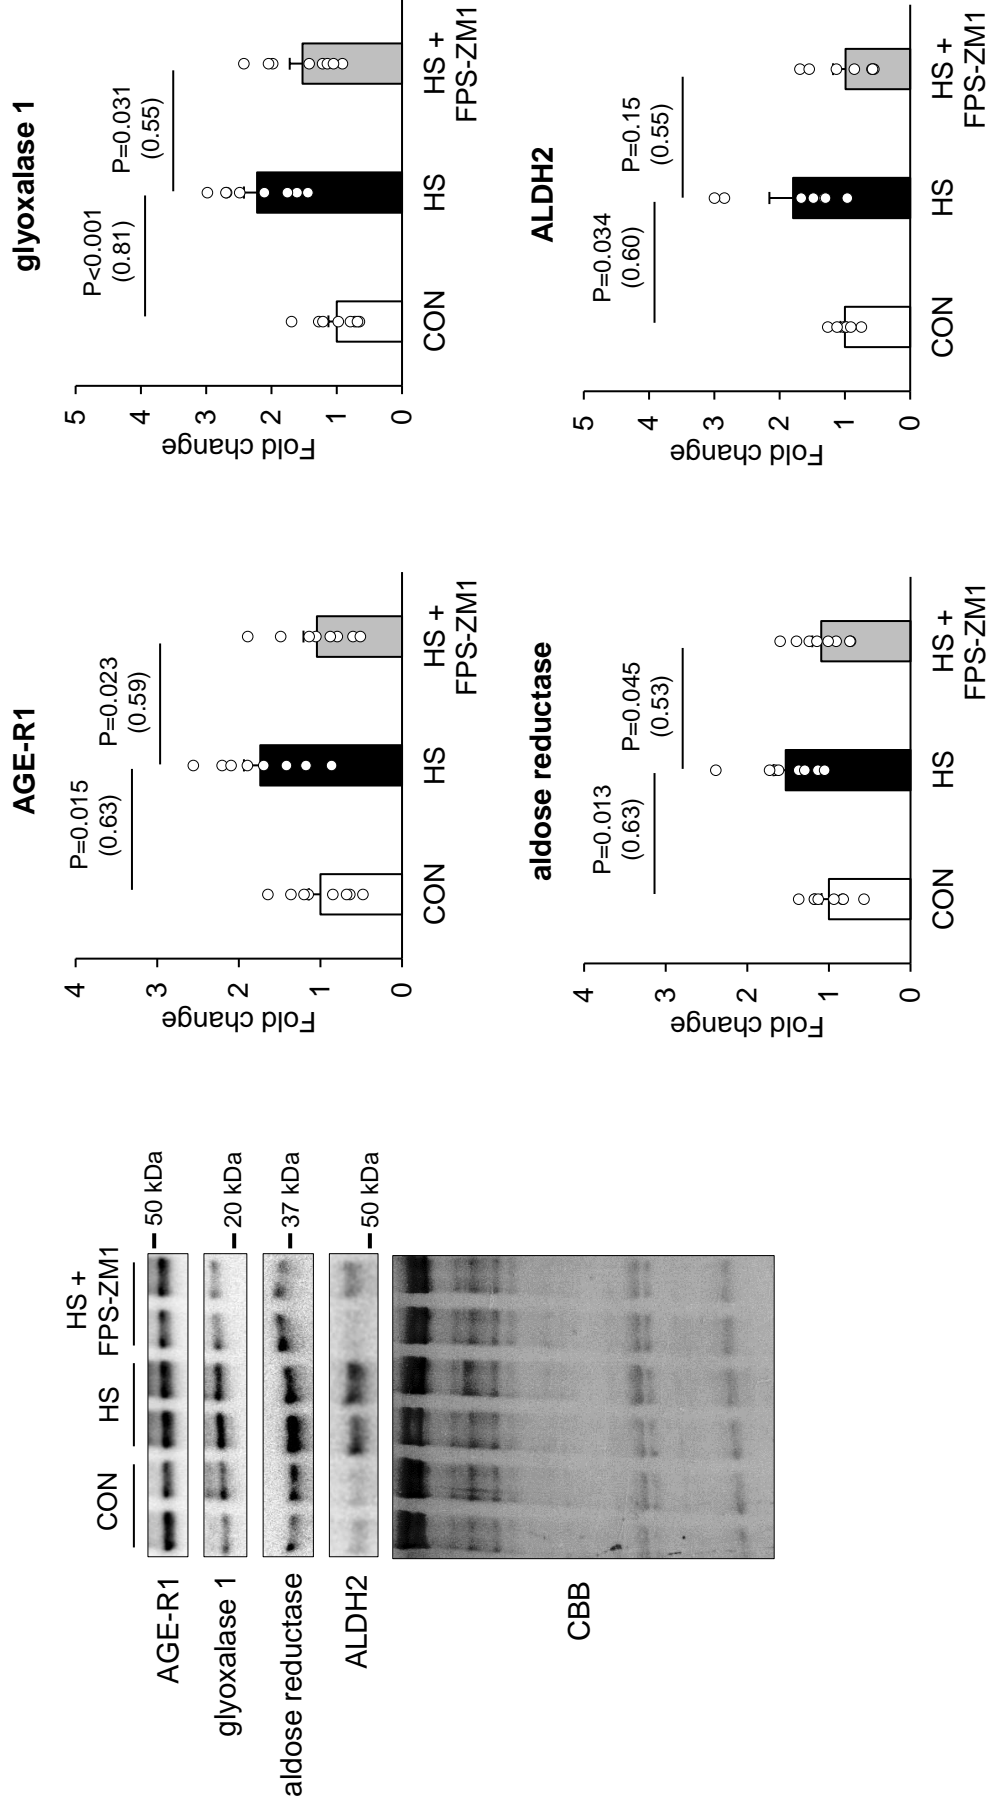 CON
HS
HS +
FPS-ZM1
AGE-R1
50 kDa
glyoxalase 1
20 kDa
aldose reductase
37 kDa
ALDH2
50 kDa
CBB
AGE-R1
P=0.015
(0.63)
P=0.023
(0.59)
Fold change
4
3
2
1
0
CON
HS
HS +
FPS-ZM1
glyoxalase 1
P<0.001
(0.81)
P=0.031
(0.55)
Fold change
5
4
3
2
1
0
CON
HS
HS +
FPS-ZM1
aldose reductase
P=0.013
(0.63)
P=0.045
(0.53)
Fold change
4
3
2
1
0
CON
HS
HS +
FPS-ZM1
ALDH2
P=0.034
(0.60)
P=0.15
(0.55)
Fold change
5
4
3
2
1
0
CON
HS
HS +
FPS-ZM1